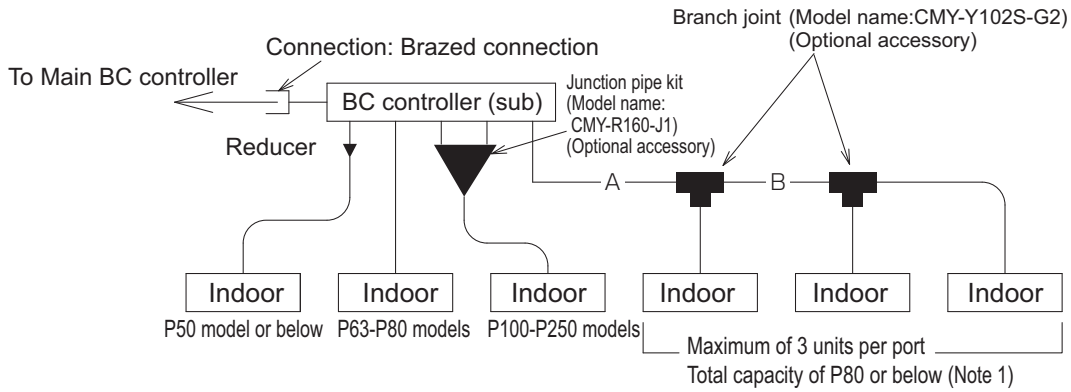 Branch joint (Model name:CMY-Y102S-G2)
(Optional accessory)
Connection: Brazed connection
To Main BC controller
BC controller (sub)
Junction pipe kit
(Model name:
CMY-R160-J1)
(Optional accessory)
Reducer
A
B
Indoor
Indoor
Indoor
Indoor
Indoor
Indoor
P50 model or below
P63-P80 models
P100-P250 models
Maximum of 3 units per port
Total capacity of P80 or below (Note 1)